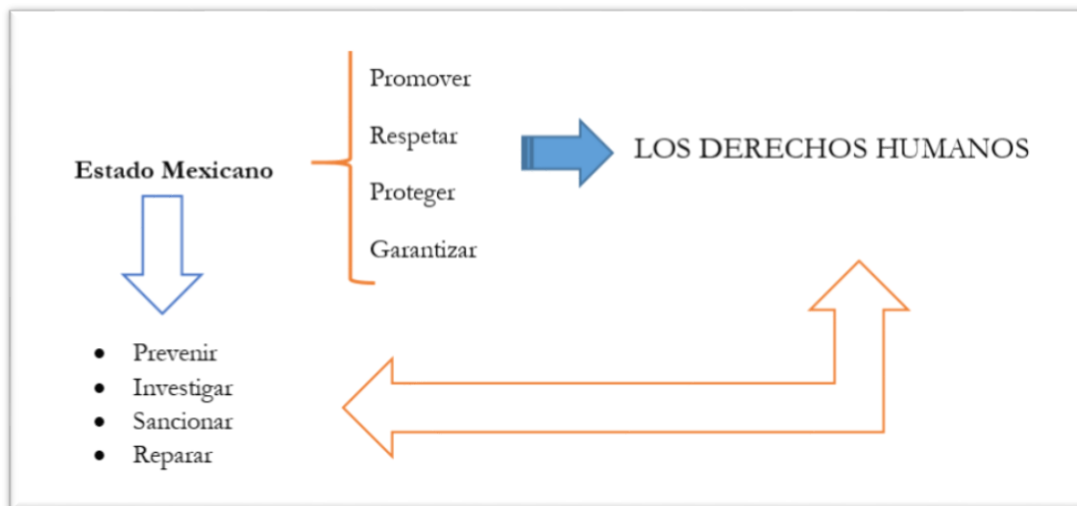 Estado Mexicano
Promover
Respetar
Proteger
Garantizar
LOS DERECHOS HUMANOS
• Prevenir
• Investigar
• Sancionar
• Reparar